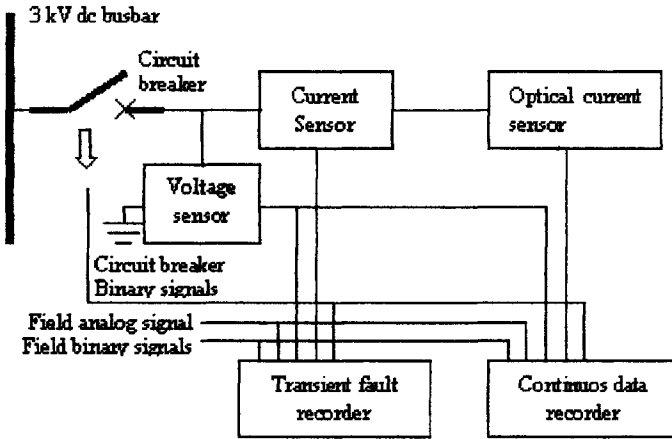 3 kV dc busbar
Circuit
breaker
Current
Sensor
Optical current
sensor
Voltage
sensor
Circuit breaker
Binary signals
Field analog signal
Field binary signals
Transient fault
recorder
Continuos data
recorder